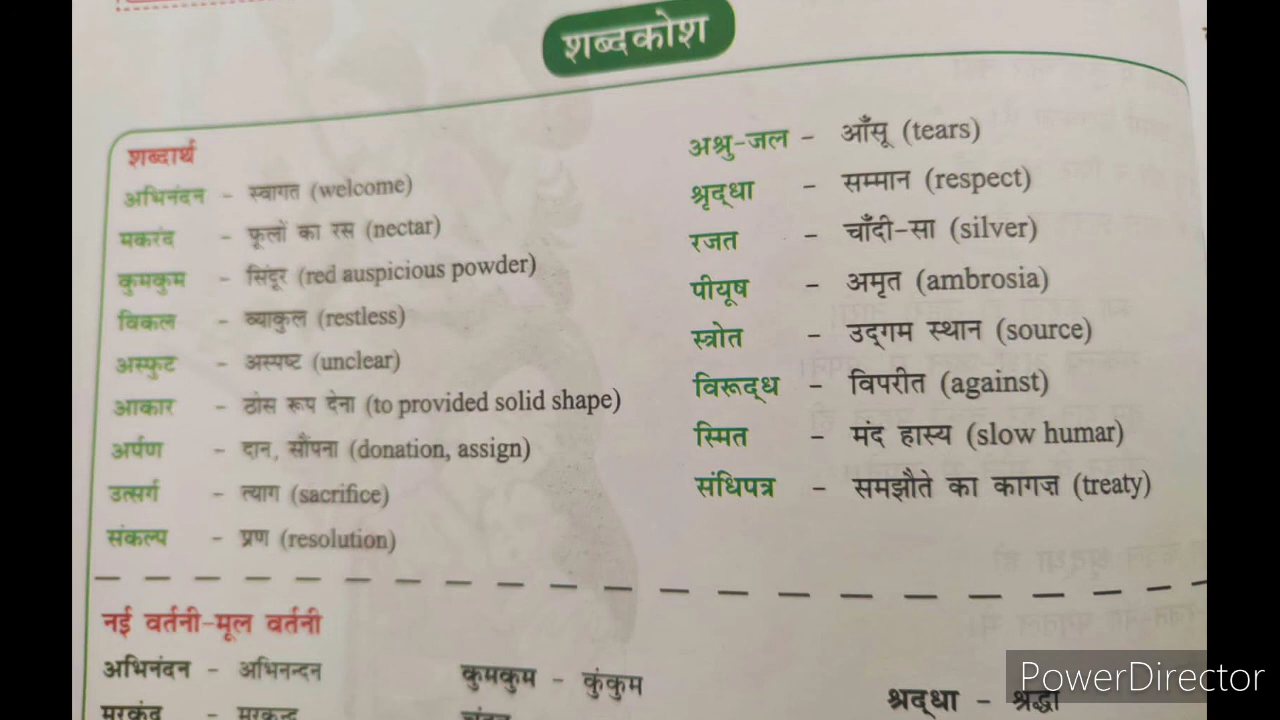 शब्दकोश
शब्दार्थ
अभिनंदन - स्वागत (welcome)
मकरंद - फूलों का रस (nectar)
कुमकुम - सिंदूर (red auspicious powder)
विकल - व्याकुल (restless)
अस्फुट - अस्पष्ट (unclear)
आकार - ठोस रूप देना (to provided solid shape)
अर्पण - दान, सौंपना (donation, assign)
उत्सर्ग - त्याग (sacrifice)
संकल्प - प्रण (resolution)
अश्रु-जल - आँसू (tears)
श्रृद्‌धा - सम्मान (respect)
रजत - चाँदी-सा (silver)
पीयूष - अमृत (ambrosia)
स्त्रोत - उद्‌गम स्थान (source)
विरूद्‌ध - विपरीत (against)
स्मित - मंद हास्य (slow humar)
संधिपत्र - समझौते का कागज़ (treaty)
नई वर्तनी-मूल वर्तनी
अभिनंदन - अभिनन्दन कुमकुम - कुंकुम
श्रद्‌धा - श्रद्धा
PowerDirector